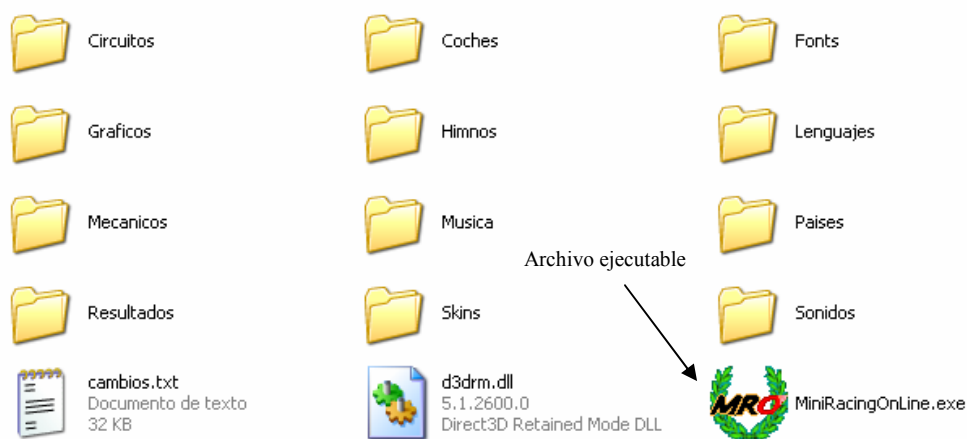 Circuitos
Coches
Fonts
Graficos
Himnos
Lenguajes
Mecanicos
Musica
Paises
Archivo ejecutable
Resultados
Skins
Sonidos
cambios.txt
Documento de texto
32 KB
d3drm.dll
5.1.2600.0
Direct3D Retained Mode DLL
MRO
MiniRacingOnLine.exe